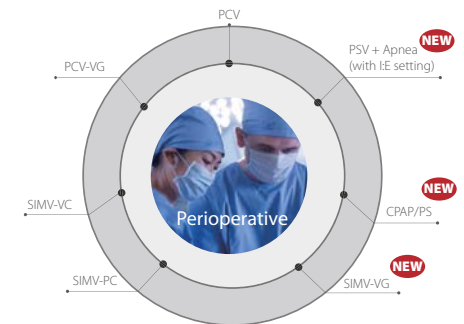 PCV
NEW
PSV + Apnea
(with I:E setting)
PCV-VG
NEW
SIMV-VC
CPAP/PS
Perioperative
NEW
SIMV-PC
SIMV-VG